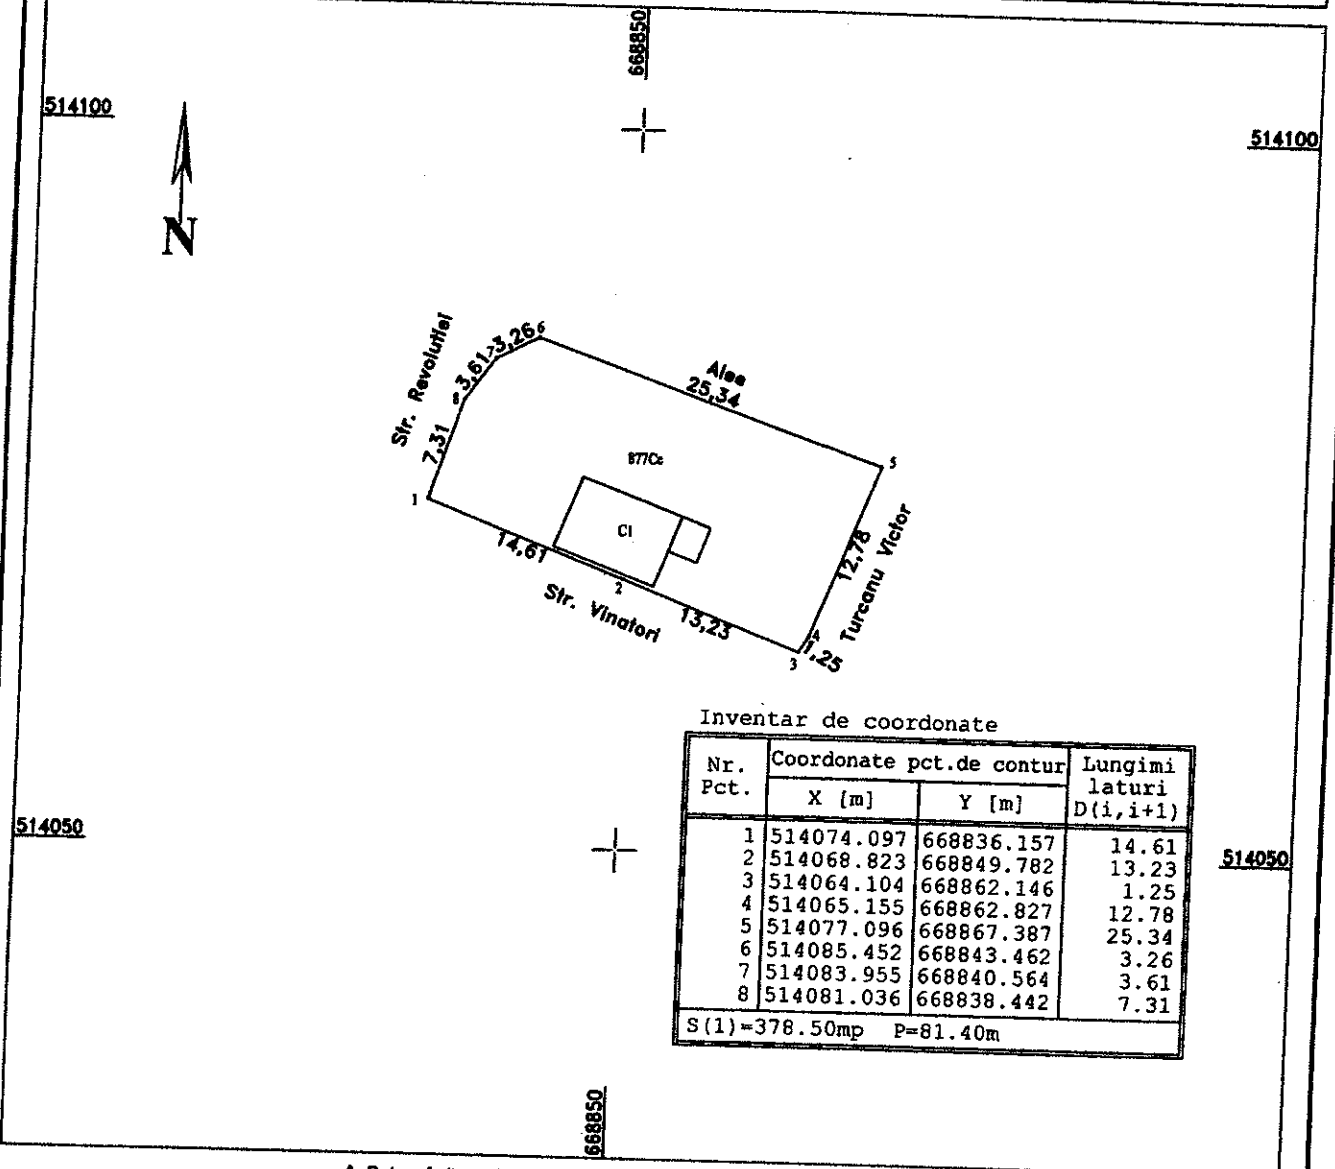 668850
514100
514100
N
Str. Revolutiei
3,61
7
3,26
6
8
7,31
Alee
25,34
877Cc
5
1
C1
14,61
2
Str. Vinatori
13,23
12,78
Turcanu Victor
4
1,25
3
Inventar de coordonate
Nr. Pct. Coordonate pct.de contur Lungimi laturi D(i,i+1)
X [m] Y [m]
1 514074.097 668836.157 14.61
2 514068.823 668849.782 13.23
3 514064.104 668862.146 1.25
4 514065.155 668862.827 12.78
5 514077.096 668867.387 25.34
6 514085.452 668843.462 3.26
7 514083.955 668840.564 3.61
8 514081.036 668838.442 7.31
S(1)=378.50mp P=81.40m
514050
514050
668850